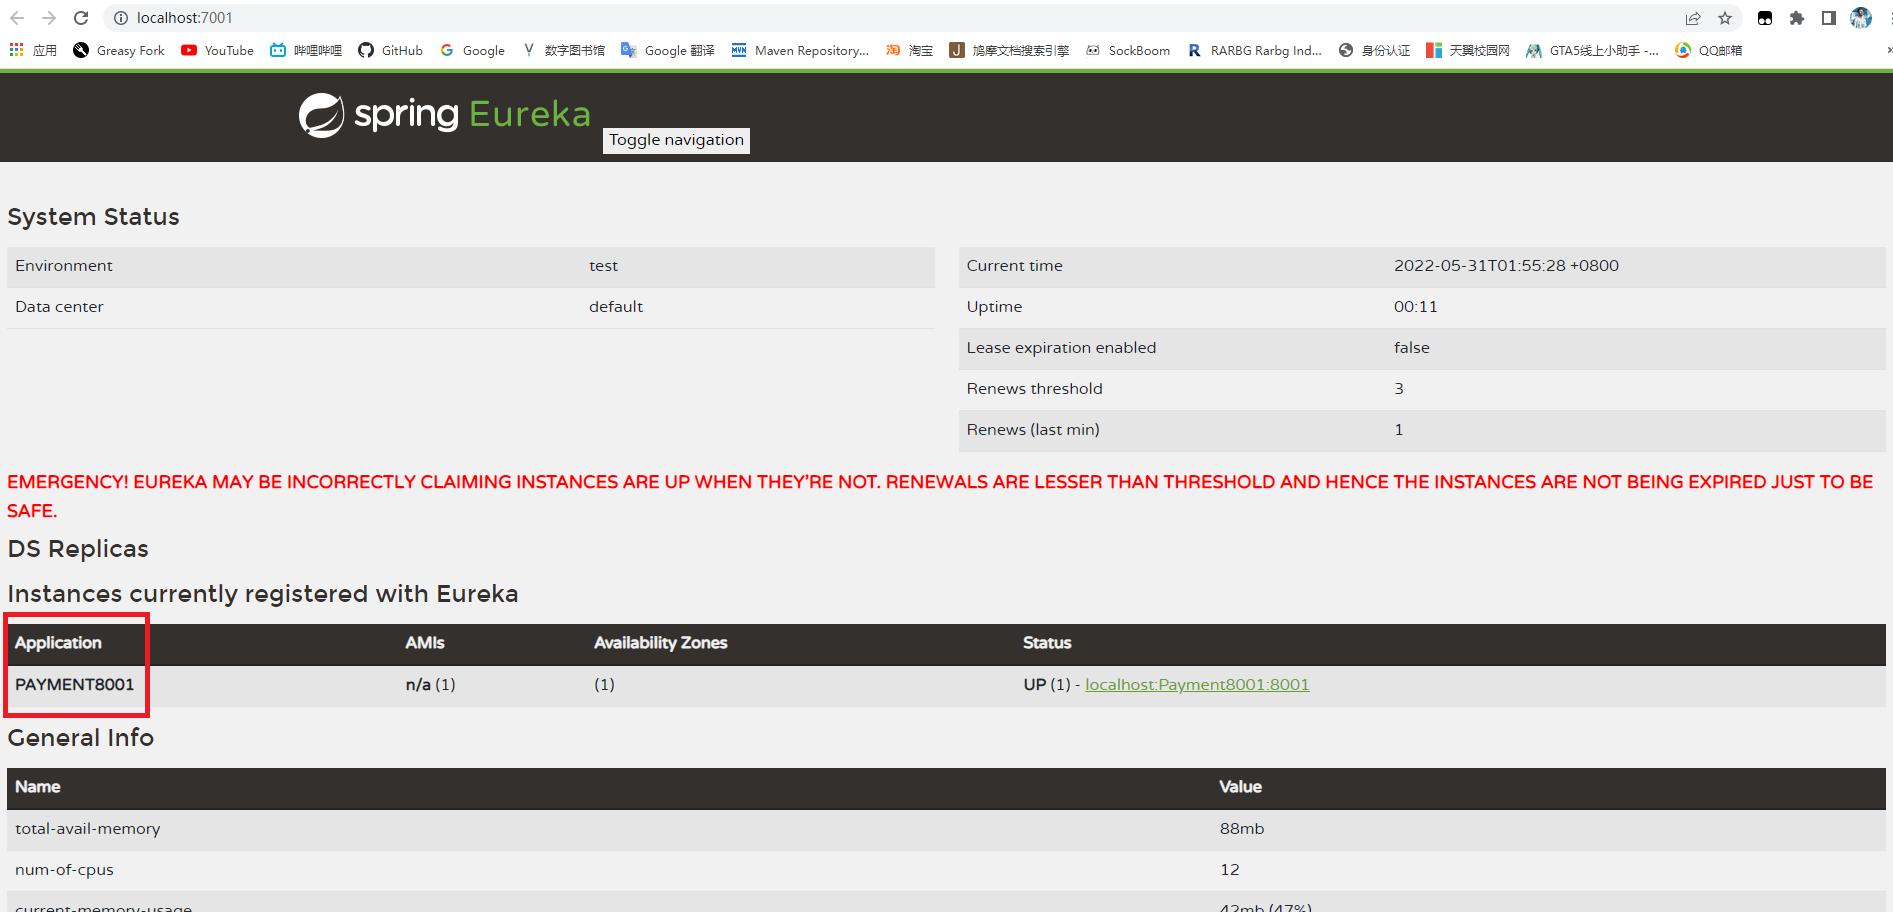 localhost:7001
应用 Greasy Fork YouTube 哔哩哔哩 GitHub Google 数字图书馆 Google 翻译 Maven Repository... 淘宝 鸠摩文档搜索引擎 SockBoom RARBG Rarbg Ind... 身份认证 天翼校园网 GTA5线上小助手 -... QQ邮箱 »
spring Eureka
Toggle navigation
System Status
Environment test Current time 2022-05-31T01:55:28 +0800
Data center default Uptime 00:11
Lease expiration enabled false
Renews threshold 3
Renews (last min) 1
EMERGENCY! EUREKA MAY BE INCORRECTLY CLAIMING INSTANCES ARE UP WHEN THEY'RE NOT. RENEWALS ARE LESSER THAN THRESHOLD AND HENCE THE INSTANCES ARE NOT BEING EXPIRED JUST TO BE
SAFE.
DS Replicas
Instances currently registered with Eureka
Application AMIs Availability Zones Status
PAYMENT8001 n/a (1) (1) UP (1) - localhost:Payment8001:8001
General Info
Name Value
total-avail-memory 88mb
num-of-cpus 12
current-memory-usage 42mb (47%)